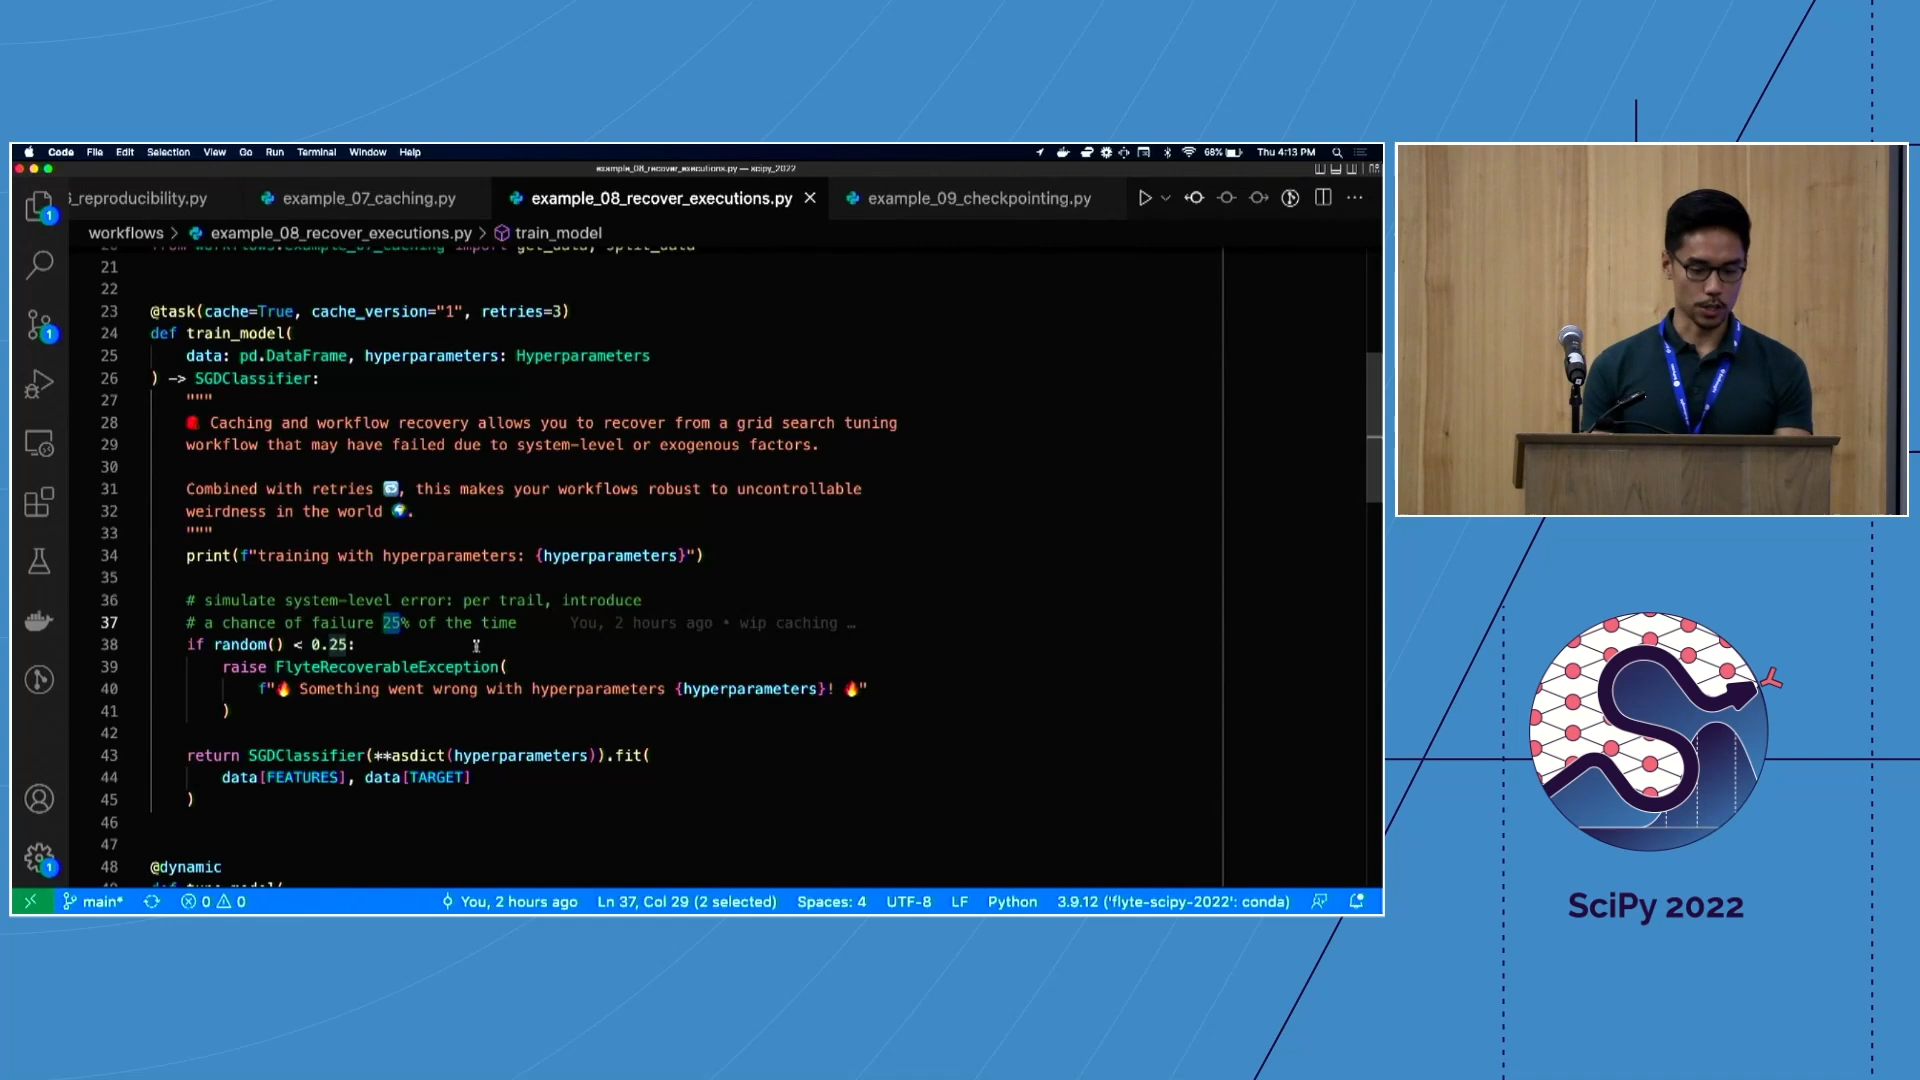 Code File Edit Selection View Go Run Terminal Window Help 68% Thu 4:13 PM
example_08_recover_executions.py — scipy_2022
_reproducibility.py example_07_caching.py example_08_recover_executions.py example_09_checkpointing.py
workflows > example_08_recover_executions.py > train_model
import get_data, split_data
21
22
23 @task(cache=True, cache_version="1", retries=3)
24 def train_model(
25 data: pd.DataFrame, hyperparameters: Hyperparameters
26 ) -> SGDClassifier:
27 """
28 Caching and workflow recovery allows you to recover from a grid search tuning
29 workflow that may have failed due to system-level or exogenous factors.
30
31 Combined with retries , this makes your workflows robust to uncontrollable
32 weirdness in the world 🌍.
33 """
34 print(f"training with hyperparameters: {hyperparameters}")
35
36 # simulate system-level error: per trail, introduce
37 # a chance of failure 25% of the time You, 2 hours ago • wip caching …
38 if random() < 0.25:
39 raise FlyteRecoverableException(
40 f"🔥 Something went wrong with hyperparameters {hyperparameters}! 🔥"
41 )
42
43 return SGDClassifier(**asdict(hyperparameters)).fit(
44 data[FEATURES], data[TARGET]
45 )
46
47
48 @dynamic
main* 0 0 You, 2 hours ago Ln 37, Col 29 (2 selected) Spaces: 4 UTF-8 LF Python 3.9.12 ('flyte-scipy-2022': conda)
1
1
1
SciPy 2022